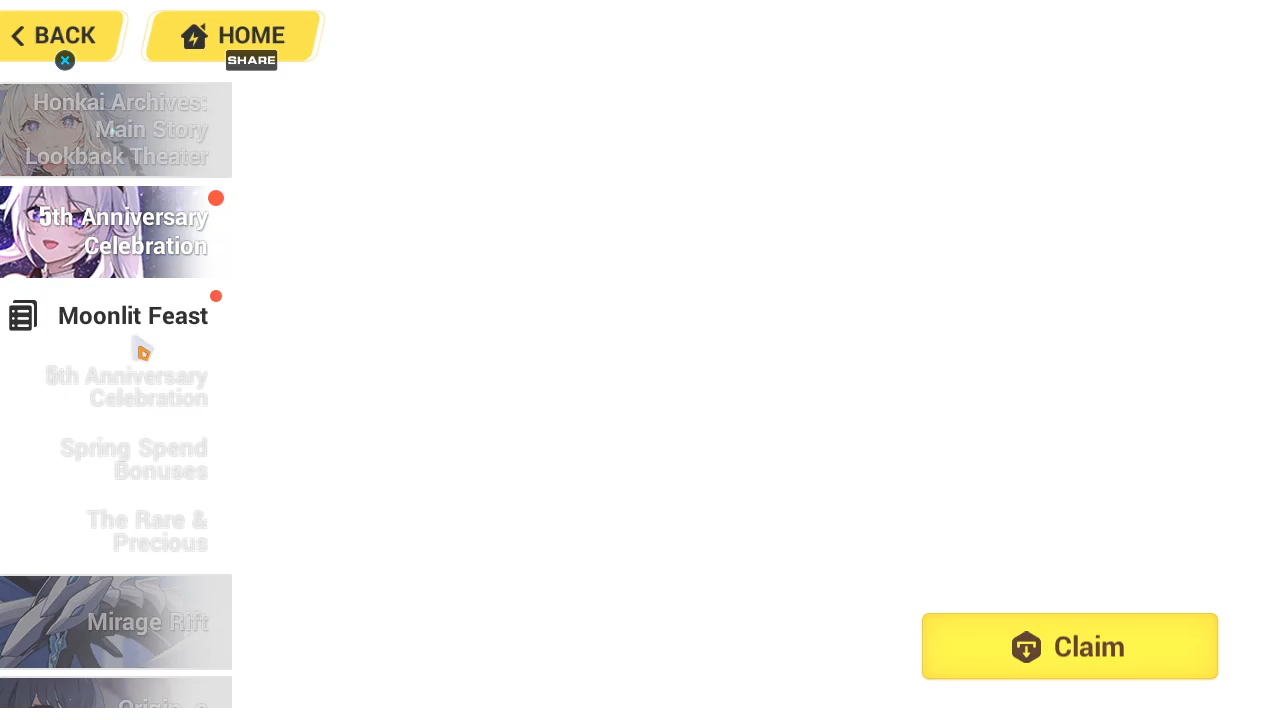 BACK
HOME
SHARE
Honkai Archives:
Main Story
Lookback Theater
5th Anniversary
Celebration
Moonlit Feast
5th Anniversary
Celebration
Spring Spend
Bonuses
The Rare &
Precious
Mirage Rift
Claim